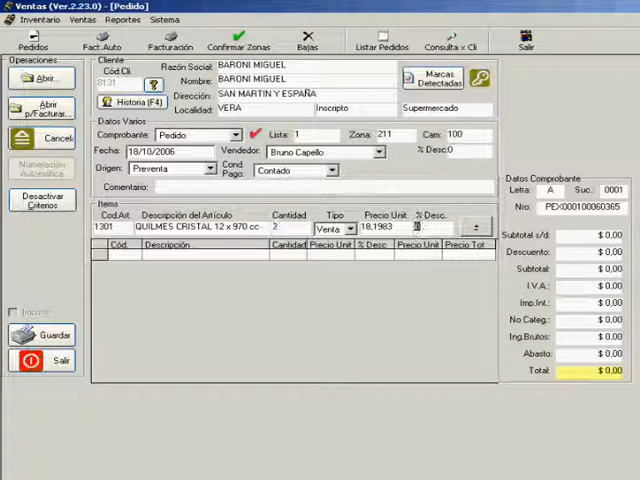 Ventas (Ver.2.23.0) - [Pedido]
Inventario Ventas Reportes Sistema
Pedidos Fact.Auto Facturación Confirmar Zonas Bajas Listar Pedidos Consulta x Cli Salir
Operaciones
Abrir...
Abrir p/Facturar...
Cancel
Numeración Automática
Desactivar Criterios
Imprimir
Guardar
Salir
Cliente
Cód.Cli.
8131
?
Historia (F4)
Razón Social: BARONI MIGUEL
Nombre: BARONI MIGUEL
Dirección: SAN MARTIN Y ESPAÑA
Localidad: VERA Inscripto Supermercado
Marcas Detectadas
Datos Varios
Comprobante: Pedido Lista: 1 Zona: 211 Cam: 100
Fecha: 18/10/2006 Vendedor: Bruno Capello % Desc: 0
Origen: Preventa Cond. Pago: Contado
Comentario:
Items
Cod.Art. Descripción del Artículo Cantidad Tipo Precio Unit. % Desc.
1301 QUILMES CRISTAL 12 x 970 cc 2 Venta 18,1983 ±
Cód. Descripción Cantidad Precio Unit % Desc Precio Unit Precio Tot
Datos Comprobante
Letra: A Suc.: 0001
Nro: PEX000100060365
Subtotal s/d: $ 0,00
Descuento: $ 0,00
Subtotal: $ 0,00
I.V.A.: $ 0,00
Imp.Int.: $ 0,00
No Categ.: $ 0,00
Ing.Brutos: $ 0,00
Abasto: $ 0,00
Total: $ 0,00